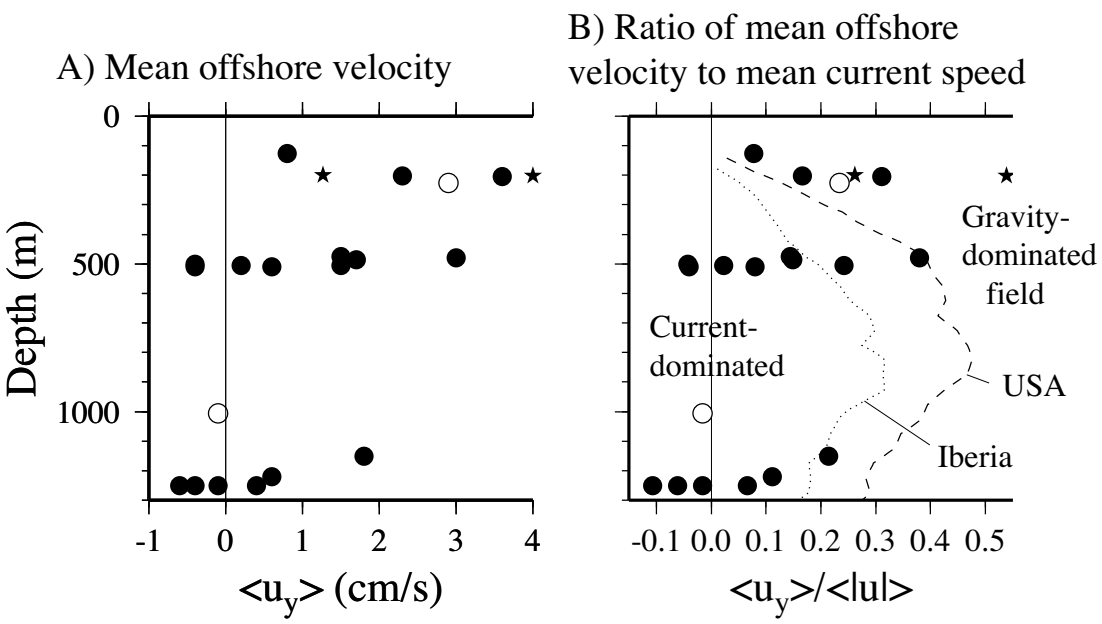 A) Mean offshore velocity
B) Ratio of mean offshore
velocity to mean current speed
0
500
1000
Depth (m)
-1 0 1 2 3 4
<u_y> (cm/s)
Gravity-
dominated
field
Current-
dominated
USA
Iberia
-0.1 0.0 0.1 0.2 0.3 0.4 0.5
<u_y>/<|u|>